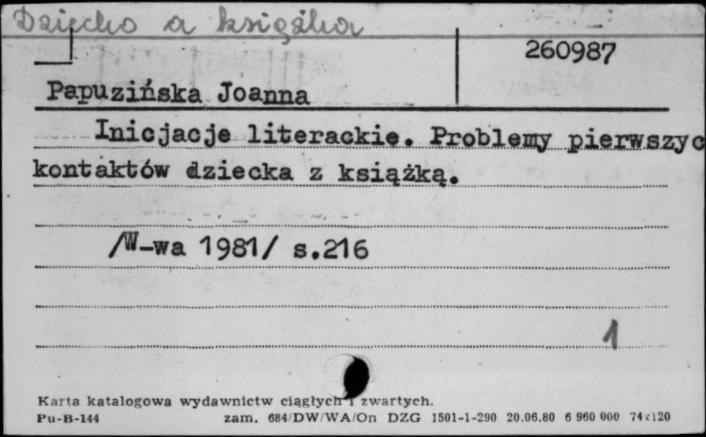 Dziecko a książka
260987
Papuzińska Joanna
Inicjacje literackie. Problemy pierwszyc
kontaktów dziecka z książką.
/W-wa 1981/ s.216
1
Karta katalogowa wydawnictw ciągłych i zwartych.
Pu-B-144 zam. 684/DW/WA/On DZG 1501-1-290 20.06.80 6 960 000 74×120